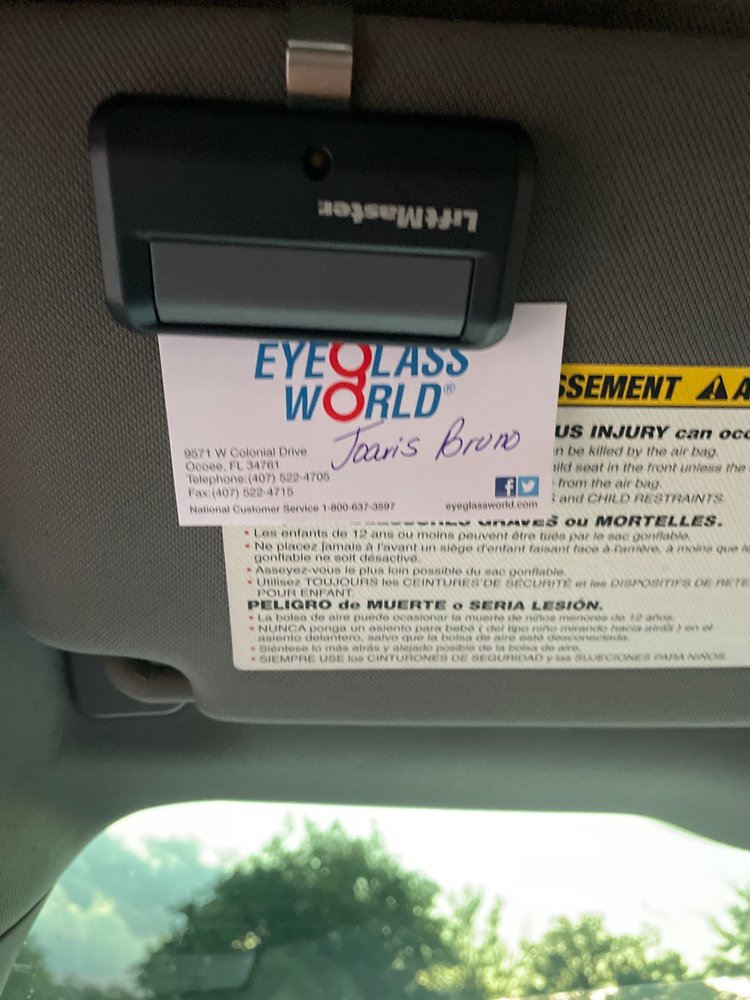 LiftMaster
EYEGLASS
WORLD®
Joaris Bruno
9571 W Colonial Drive
Ocoee, FL 34761
Telephone:(407) 522-4705
Fax:(407) 522-4715
National Customer Service 1-800-637-3597
eyeglassworld.com
SSEMENT
US INJURY can occ
n be killed by the air bag.
ild seat in the front unless the
from the air bag.
and CHILD RESTRAINTS.
GRAVES ou MORTELLES.
• Les enfants de 12 ans ou moins peuvent être tués par le sac gonflable.
• Ne placez jamais à l'avant un siège d'enfant faisant face à l'arrière, à moins que le
gonflable ne soit désactivé.
• Asseyez-vous le plus loin possible du sac gonflable.
• Utilisez TOUJOURS les CEINTURES DE SÉCURITÉ et les DISPOSITIFS DE RETE
POUR ENFANT.
PELIGRO de MUERTE o SERIA LESIÓN.
• La bolsa de aire puede ocasionar la muerte de niños menores de 12 años.
• NUNCA ponga un asiento para bebé ( del tipo niño mirando hacia atrás ) en el
asiento delantero, salvo que la bolsa de aire esté desconectada.
• Siéntese lo más atrás y alejado posible de la bolsa de aire.
• SIEMPRE USE los CINTURONES DE SEGURIDAD y las SUJECIONES PARA NIÑOS.